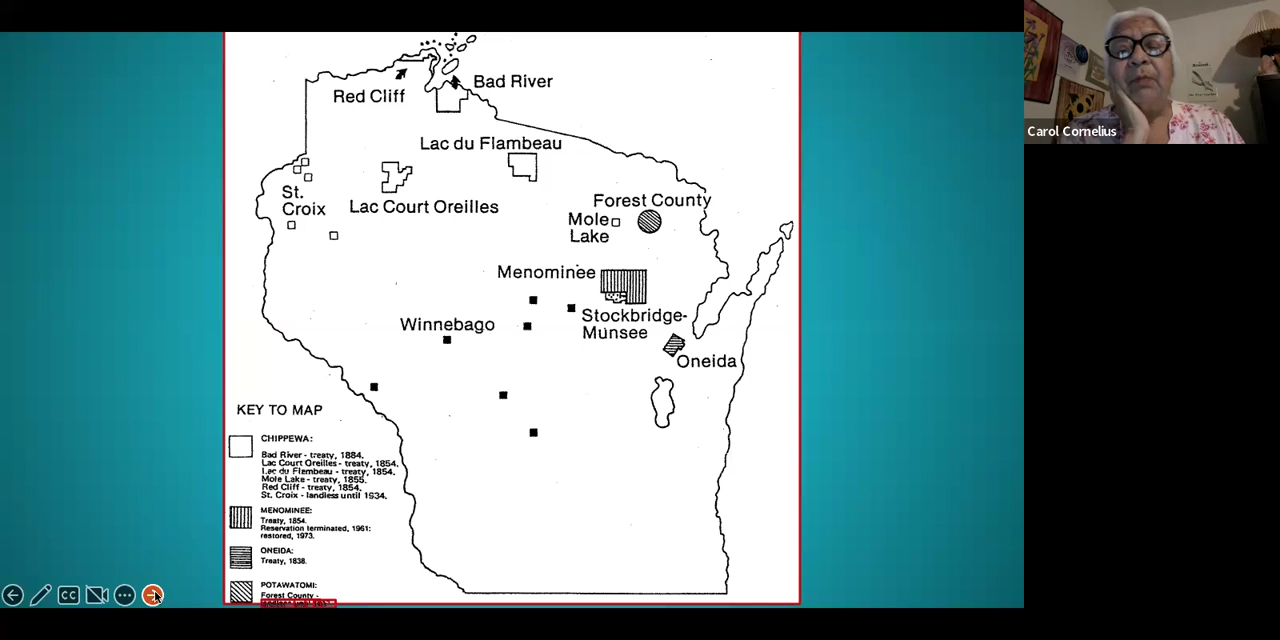 Bad River
Red Cliff
Lac du Flambeau
St.
Croix
Lac Court Oreilles
Forest County
Mole
Lake
Menominee
Stockbridge-
Munsee
Winnebago
Oneida
KEY TO MAP
CHIPPEWA:
Bad River - treaty, 1884.
Lac Court Oreilles - treaty, 1854.
Lac du Flembeau - treaty, 1854.
Mole Lake - treaty, 1855.
Red Cliff - treaty, 1854.
St. Croix - landless until 1934.
MENOMINEE:
Treaty, 1854.
Reservation terminated, 1961;
restored, 1973.
ONEIDA:
Treaty, 1838.
POTAWATOMI:
Forest County -
Carol Cornelius
CC